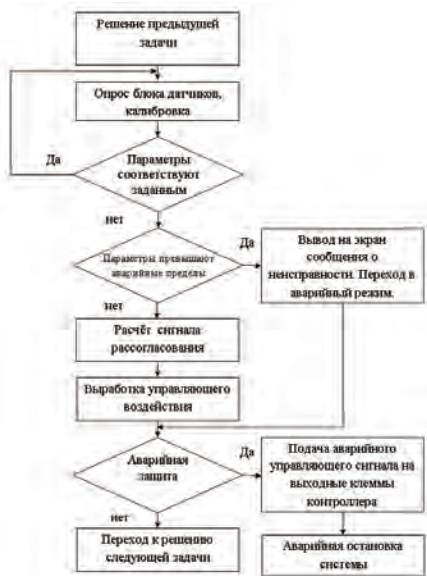 Решение предыдущей
задачи
Опрос блока датчиков,
калибровка
Да
Параметры
соответствуют
заданным
нет
Параметры превышают
аварийные пределы
Да
Вывод на экран
сообщения о
неисправности. Переход в
аварийный режим.
нет
Расчёт сигнала
рассогласования
Выработка управляющего
воздействия
Аварийная
защита
Да
Подача аварийного
управляющего сигнала на
выходные клеммы
контроллера
нет
Переход к решению
следующей задачи
Аварийная остановка
системы